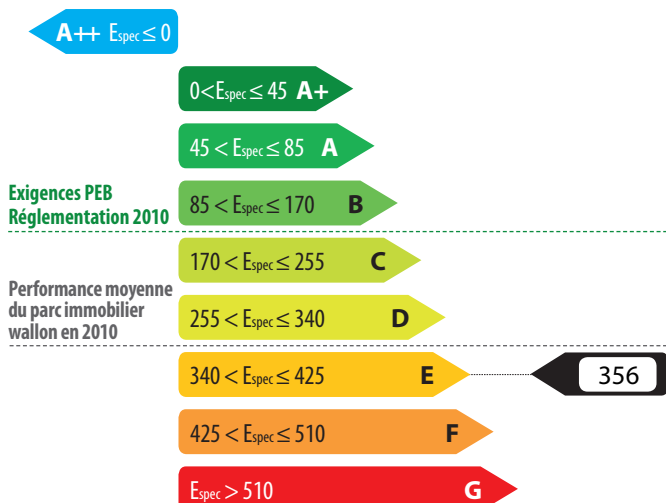 A++ Espec ≤ 0
0<Espec ≤ 45 A+
45 < Espec ≤ 85 A
Exigences PEB
Réglementation 2010
85 < Espec ≤ 170 B
170 < Espec ≤ 255 C
Performance moyenne
du parc immobilier
wallon en 2010
255 < Espec ≤ 340 D
340 < Espec ≤ 425 E
356
425 < Espec ≤ 510 F
Espec > 510 G